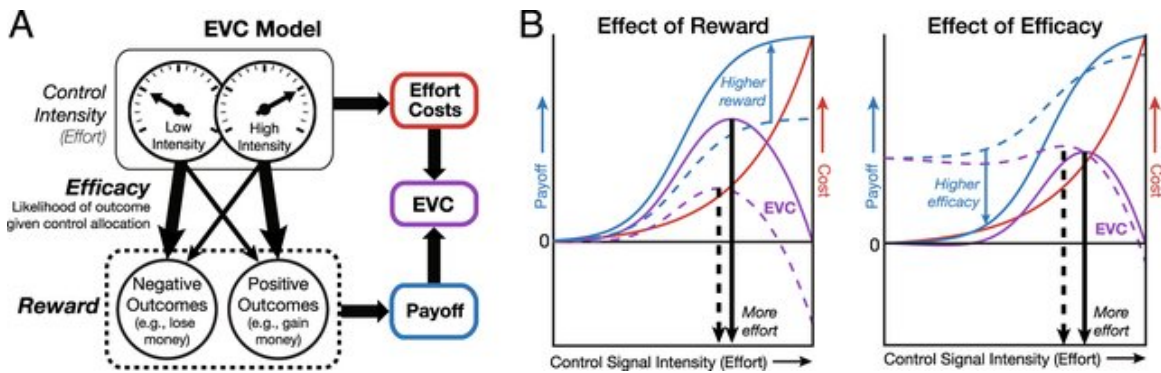 A
EVC Model
Control
Intensity
(Effort)
Low
Intensity
High
Intensity
Effort
Costs
Efficacy
Likelihood of outcome
given control allocation
EVC
Reward
Negative
Outcomes
(e.g., lose
money)
Positive
Outcomes
(e.g., gain
money)
Payoff
B
Effect of Reward
Higher
reward
Payoff
Cost
EVC
0
More
effort
Control Signal Intensity (Effort)
Effect of Efficacy
Payoff
Higher
efficacy
Cost
EVC
0
More
effort
Control Signal Intensity (Effort)